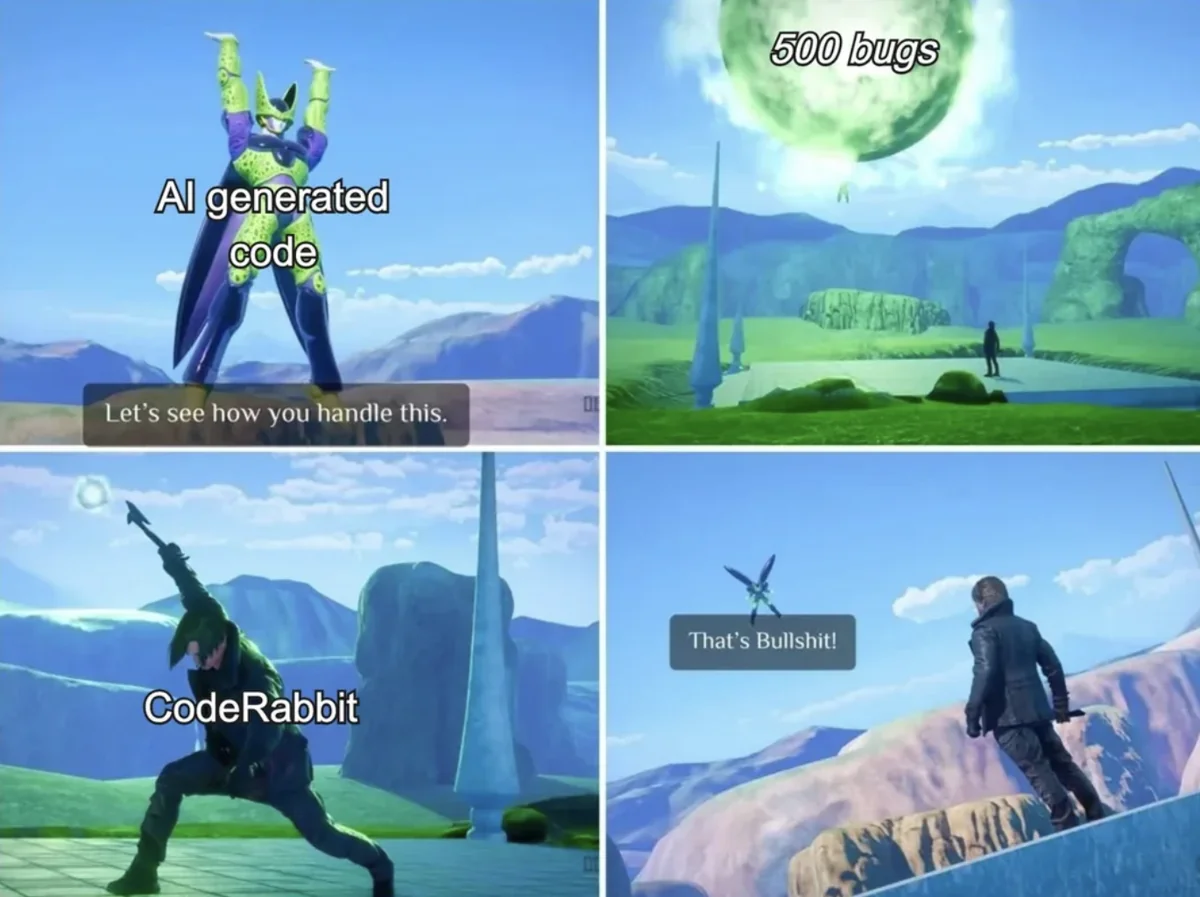 AI generated
code
Let's see how you handle this.
500 bugs
CodeRabbit
That's Bullshit!